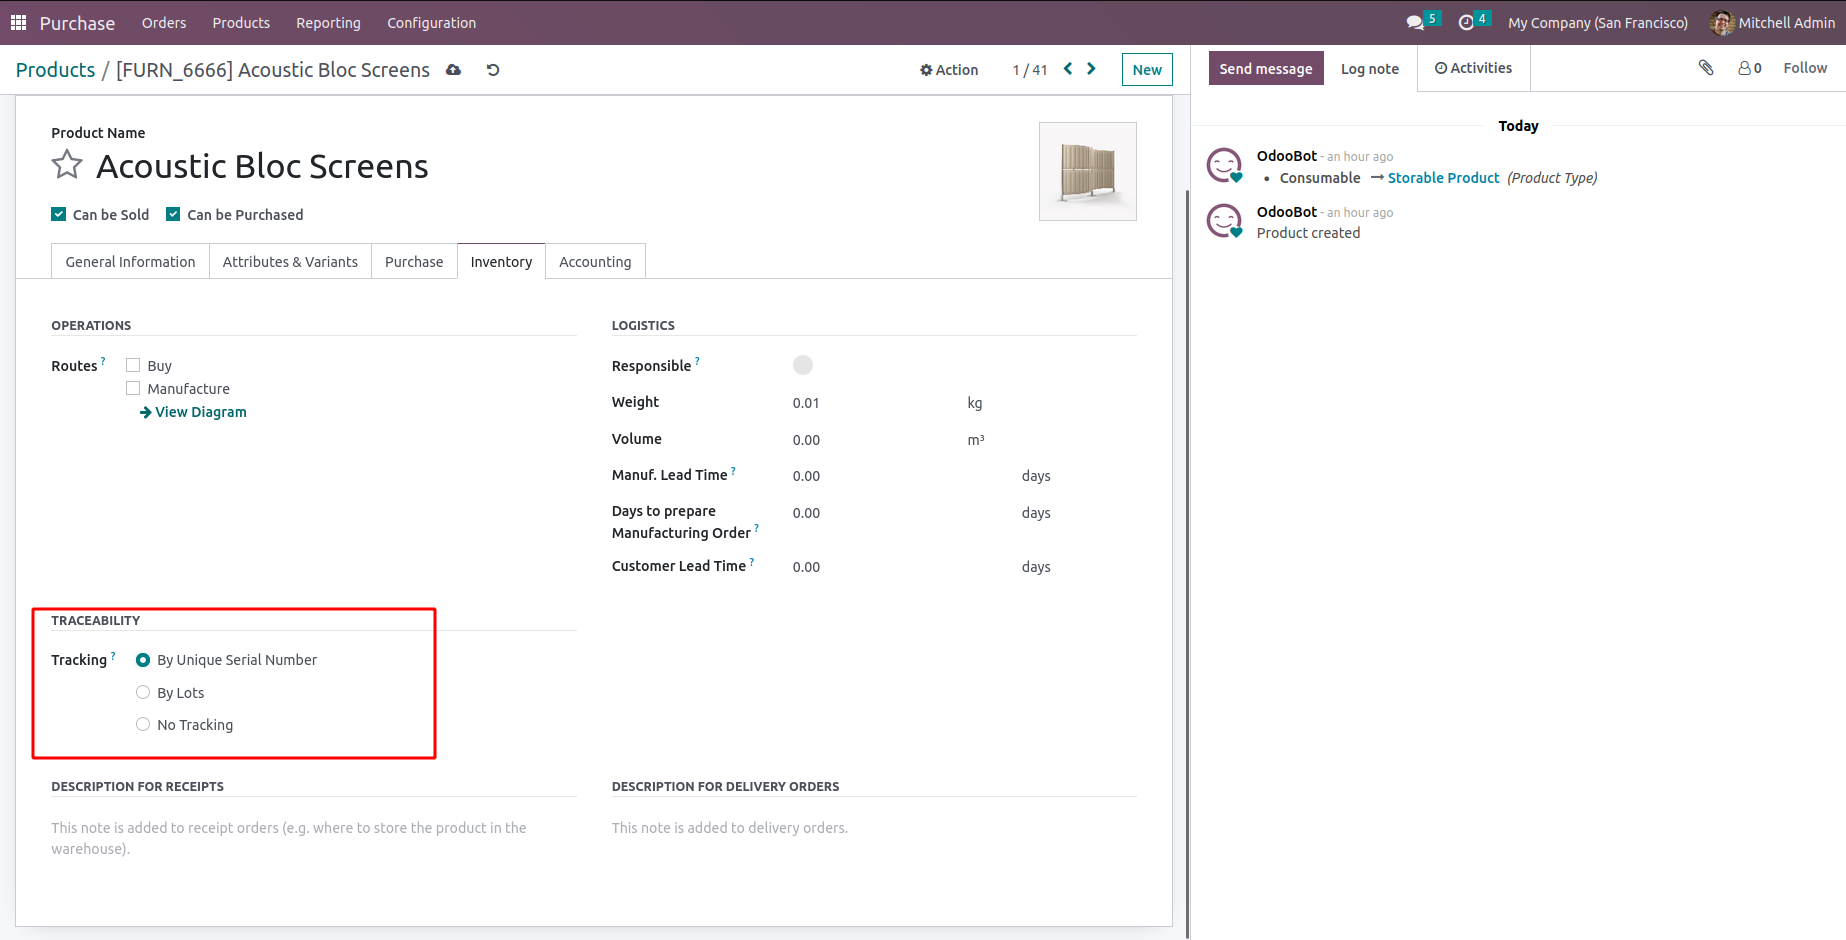 Purchase Orders Products Reporting Configuration 5 4 My Company (San Francisco) Mitchell Admin
Products / [FURN_6666] Acoustic Bloc Screens Action 1 / 41 New
Send message Log note Activities 0 Follow
Product Name
Acoustic Bloc Screens
Can be Sold Can be Purchased
General Information Attributes & Variants Purchase Inventory Accounting
OPERATIONS
Routes ? Buy
Manufacture
View Diagram
LOGISTICS
Responsible ?
Weight 0.01 kg
Volume 0.00 m³
Manuf. Lead Time ? 0.00 days
Days to prepare 0.00 days
Manufacturing Order ?
Customer Lead Time ? 0.00 days
TRACEABILITY
Tracking ? By Unique Serial Number
By Lots
No Tracking
DESCRIPTION FOR RECEIPTS
This note is added to receipt orders (e.g. where to store the product in the
warehouse).
DESCRIPTION FOR DELIVERY ORDERS
This note is added to delivery orders.
Today
OdooBot - an hour ago
• Consumable → Storable Product (Product Type)
OdooBot - an hour ago
Product created